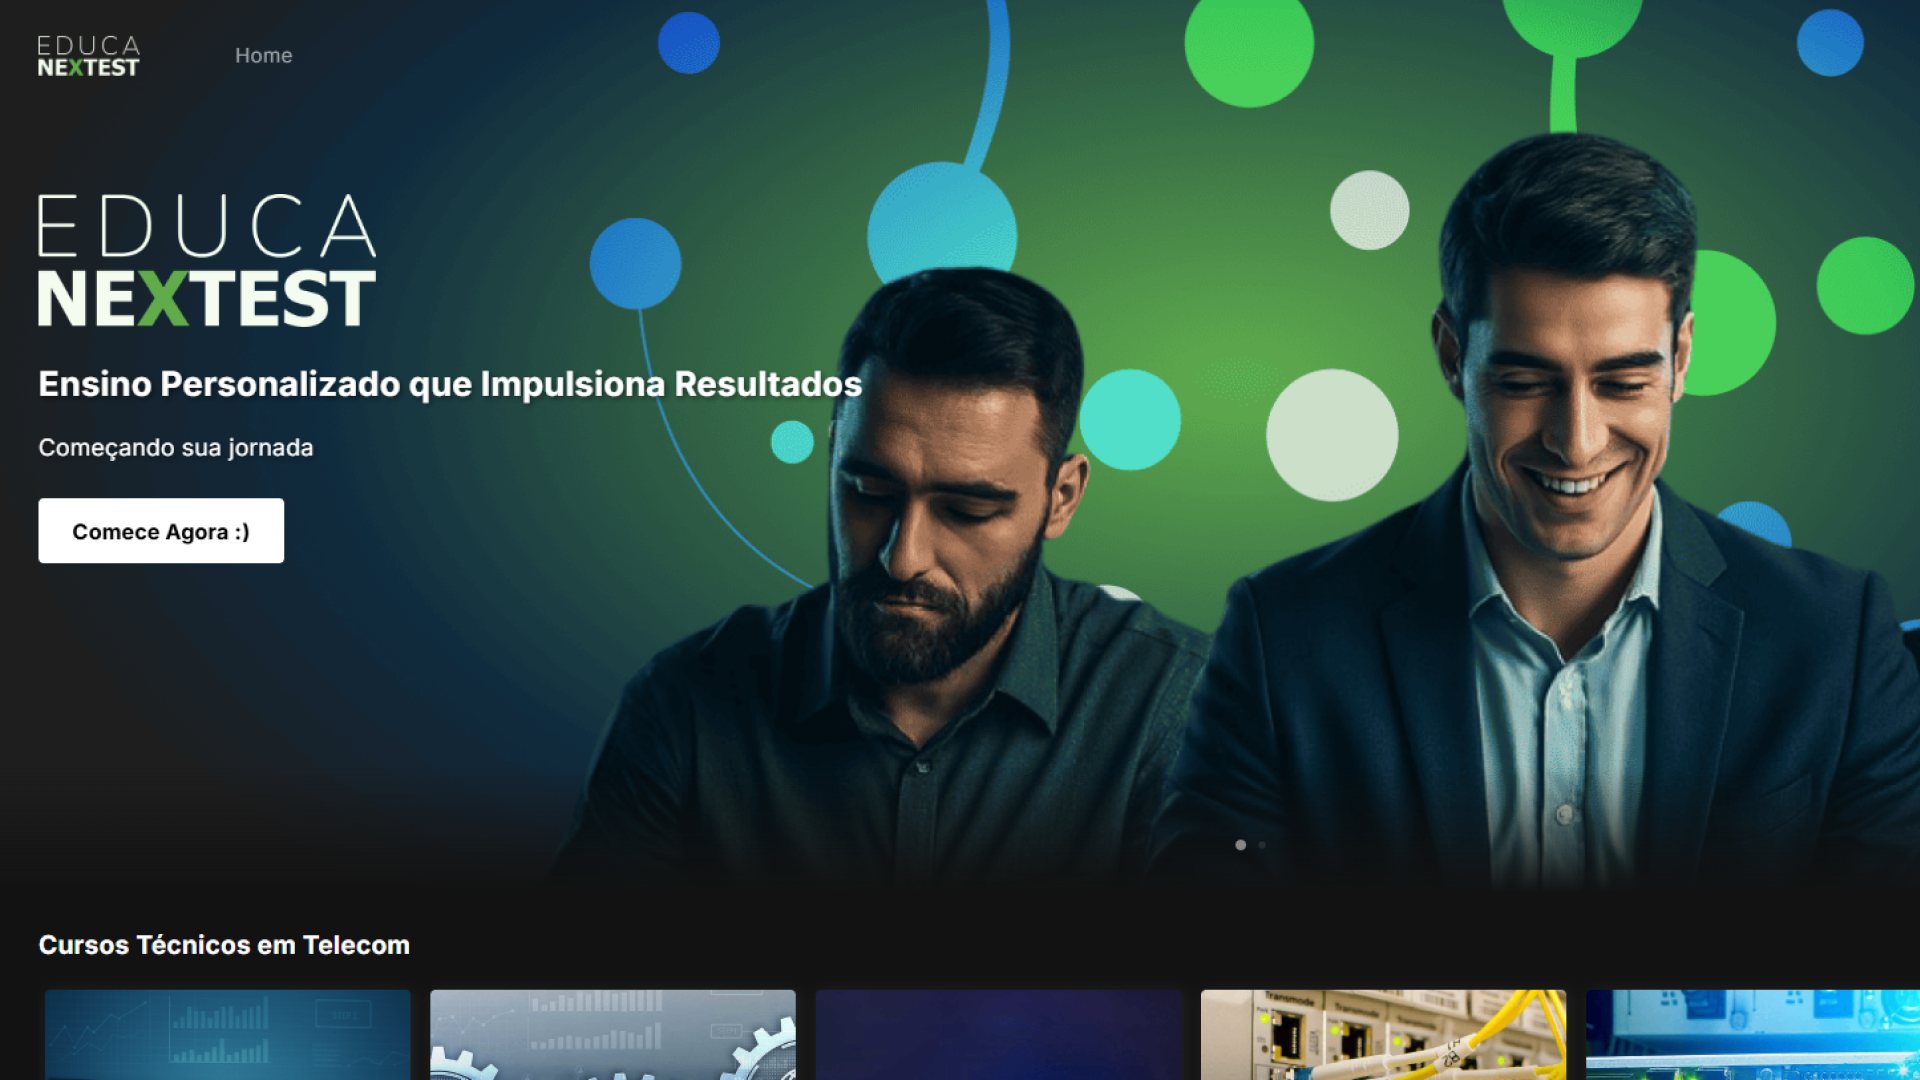 EDUCA
NEXTEST
Home
EDUCA
NEXTEST
Ensino Personalizado que Impulsiona Resultados
Começando sua jornada
Comece Agora :)
Cursos Técnicos em Telecom
Transmode